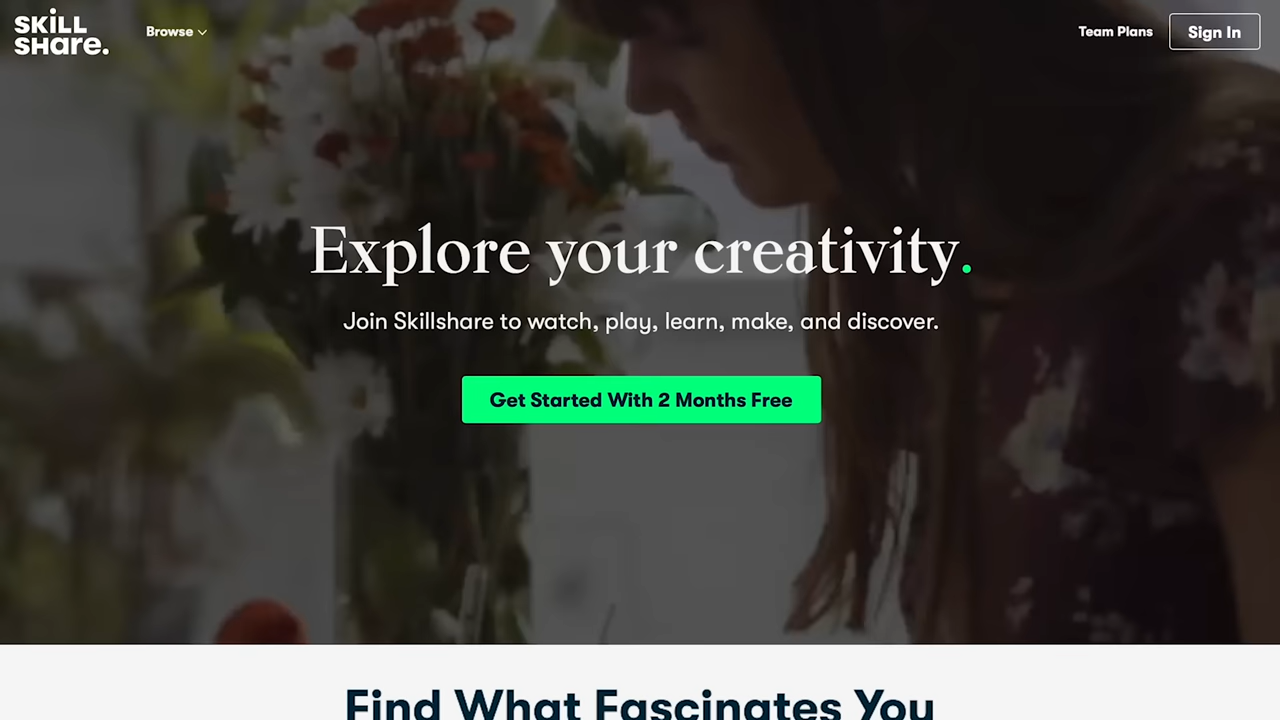 SKiLL
SHare.
Browse
Team Plans
Sign In
Explore your creativity.
Join Skillshare to watch, play, learn, make, and discover.
Get Started With 2 Months Free
Find What Fascinates You